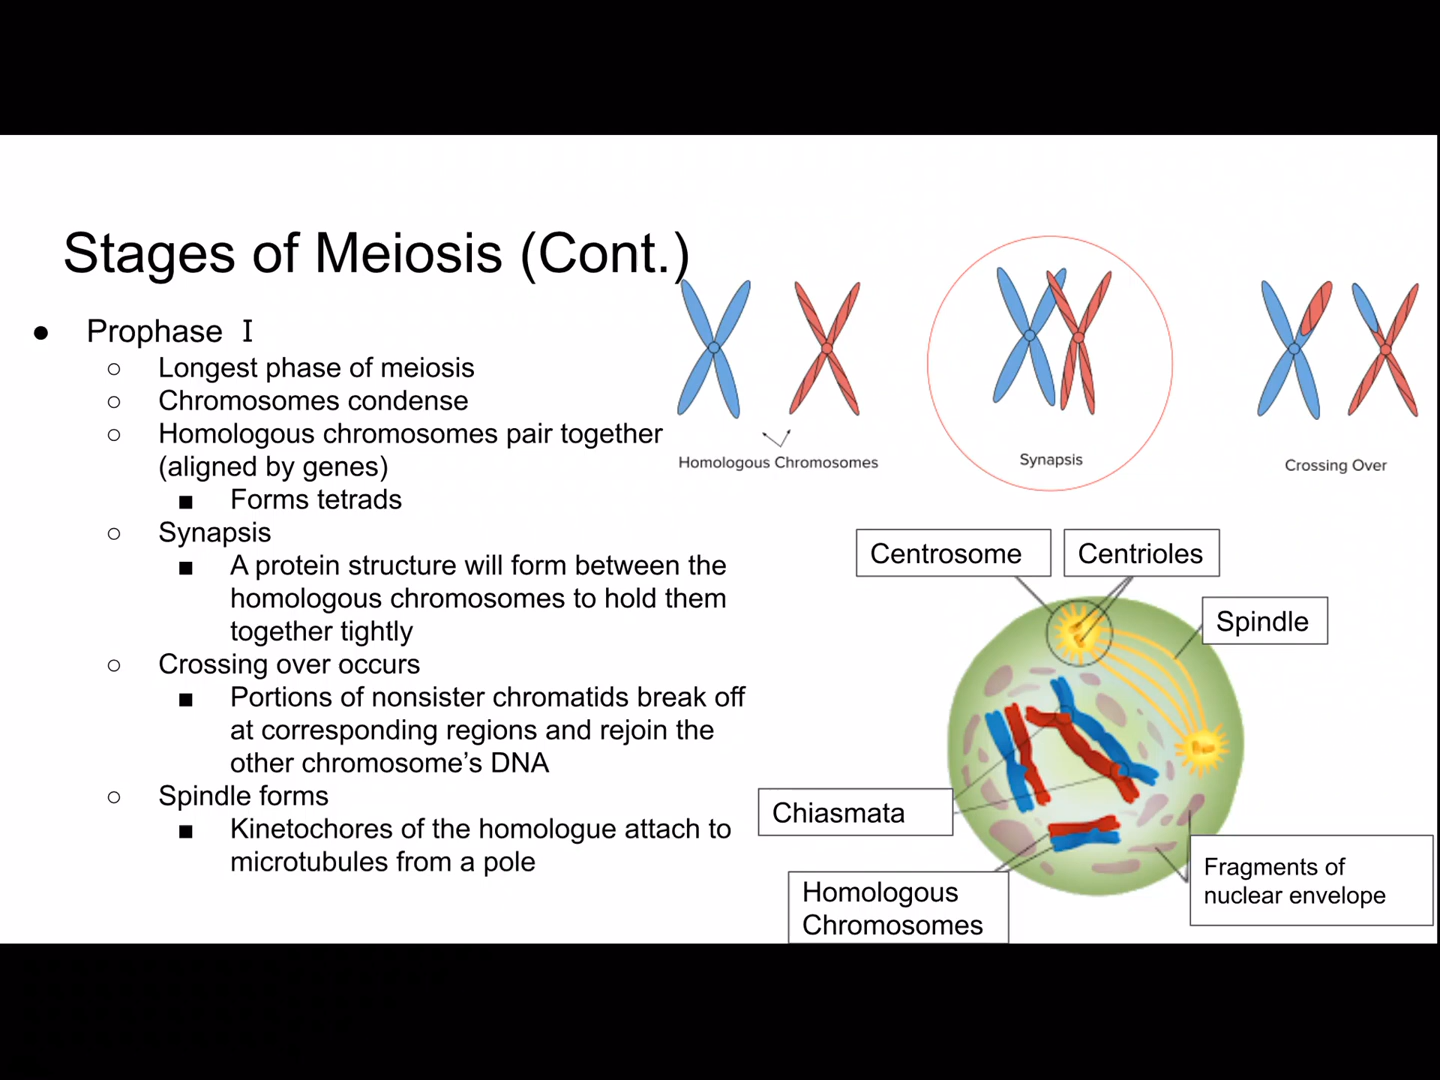 Stages of Meiosis (Cont.)
● Prophase I
○ Longest phase of meiosis
○ Chromosomes condense
○ Homologous chromosomes pair together
(aligned by genes)
■ Forms tetrads
○ Synapsis
■ A protein structure will form between the
homologous chromosomes to hold them
together tightly
○ Crossing over occurs
■ Portions of nonsister chromatids break off
at corresponding regions and rejoin the
other chromosome’s DNA
○ Spindle forms
■ Kinetochores of the homologue attach to
microtubules from a pole
Homologous Chromosomes
Synapsis
Crossing Over
Centrosome
Centrioles
Spindle
Chiasmata
Homologous
Chromosomes
Fragments of
nuclear envelope